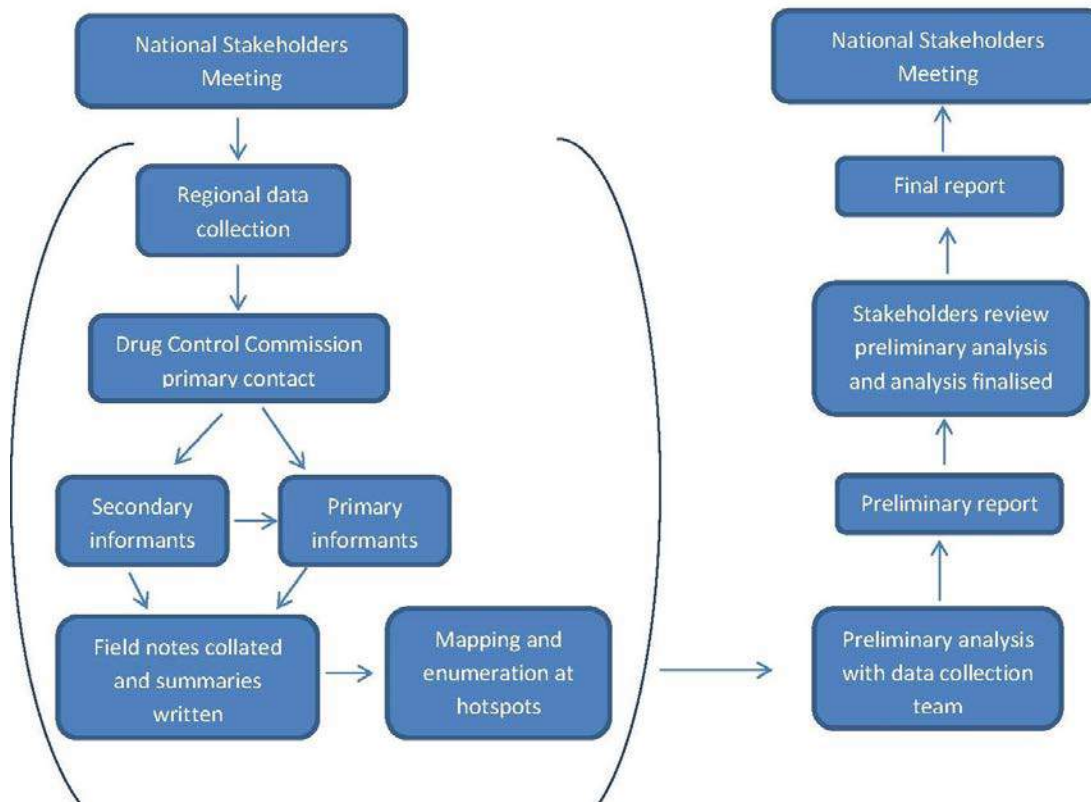 National Stakeholders
Meeting
Regional data
collection
Drug Control Commission
primary contact
Secondary
informants
Primary
informants
Field notes collated
and summaries
written
Mapping and
enumeration at
hotspots
National Stakeholders
Meeting
Final report
Stakeholders review
preliminary analysis
and analysis finalised
Preliminary report
Preliminary analysis
with data collection
team